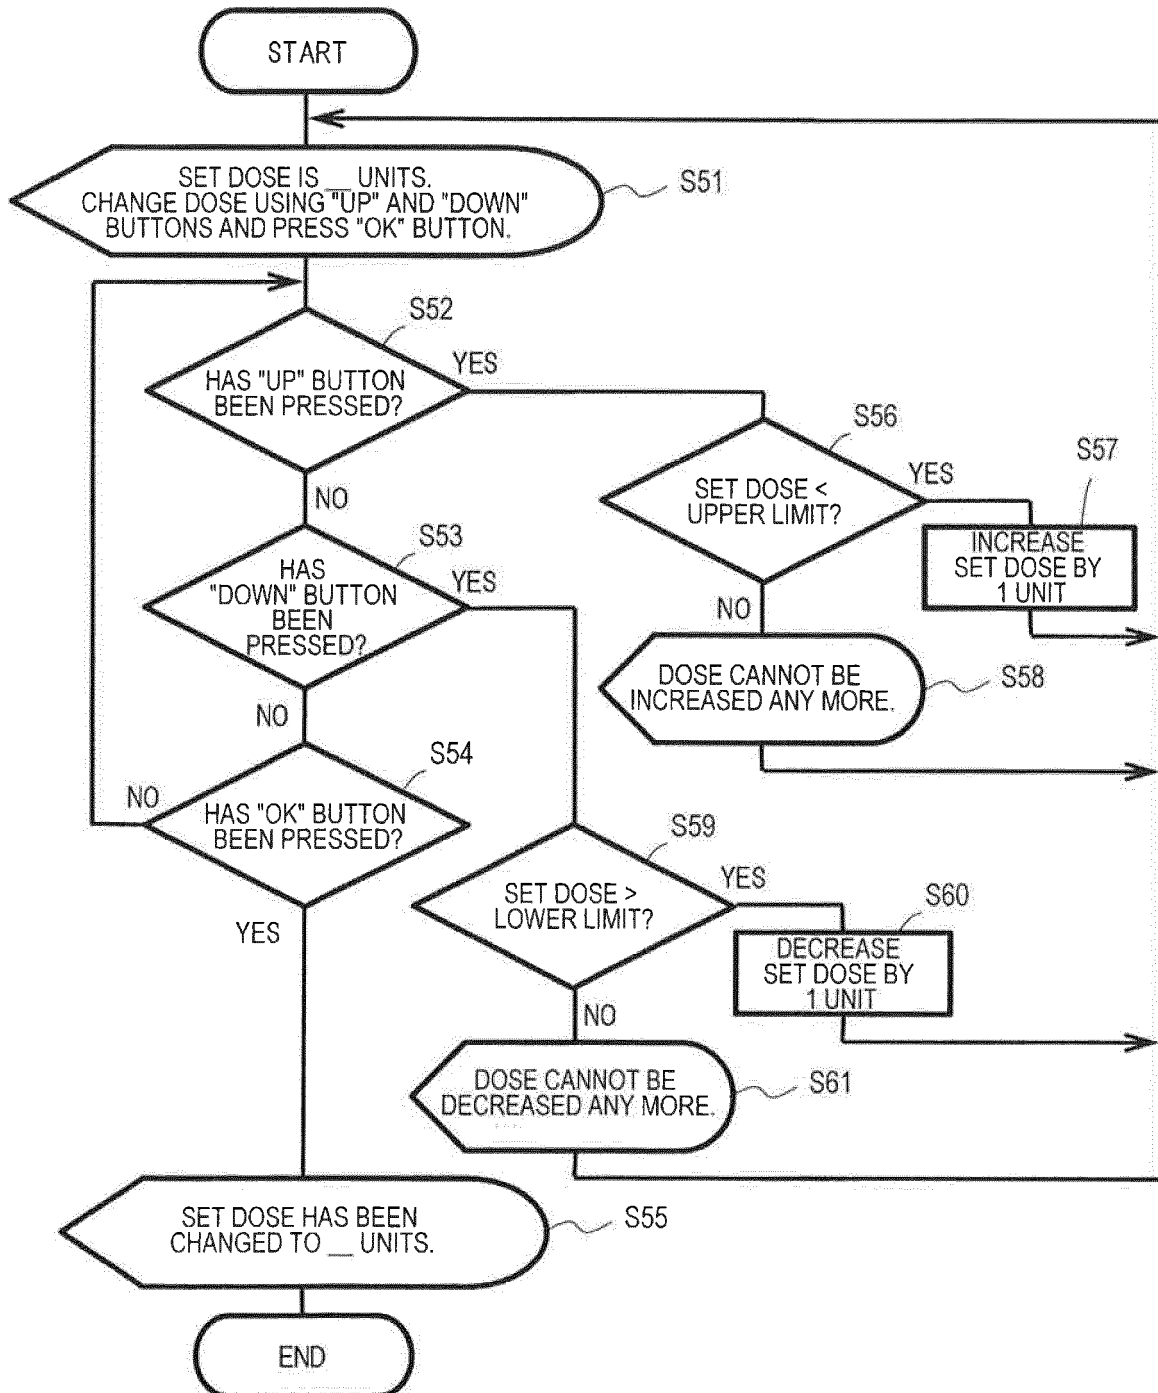 START
SET DOSE IS __ UNITS.
CHANGE DOSE USING "UP" AND "DOWN"
BUTTONS AND PRESS "OK" BUTTON.
S51
S52
HAS "UP" BUTTON
BEEN PRESSED?
YES
NO
S56
SET DOSE <
UPPER LIMIT?
YES
NO
S57
INCREASE
SET DOSE BY
1 UNIT
S53
HAS
"DOWN" BUTTON
BEEN
PRESSED?
YES
NO
DOSE CANNOT BE
INCREASED ANY MORE.
S58
S54
HAS "OK" BUTTON
BEEN PRESSED?
NO
YES
S59
SET DOSE >
LOWER LIMIT?
YES
NO
S60
DECREASE
SET DOSE BY
1 UNIT
DOSE CANNOT BE
DECREASED ANY MORE.
S61
SET DOSE HAS BEEN
CHANGED TO __ UNITS.
S55
END